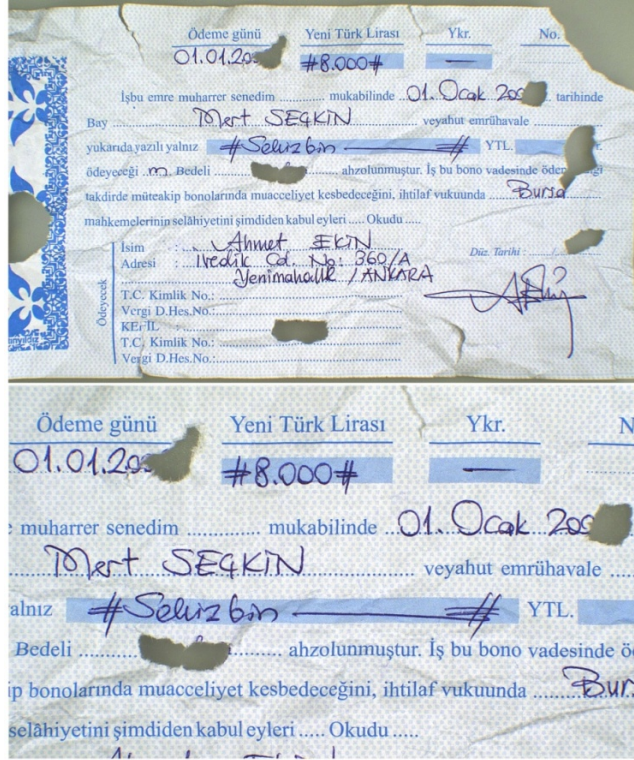 Ödeme günü Yeni Türk Lirası Ykr. No.
01.01.20 #8.000# —
İşbu emre muharrer senedim ..... mukabilinde ..01. Ocak 200 tarihinde
Bay ..... Mert SEÇKİN ..... veyahut emrühavale .....
yukarıda yazılı yalnız # Sekizbin ——— # YTL.
ödeyeceği .m. Bedeli ..... ahzolunmuştur. İş bu bono vadesinde öden
takdirde müteakip bonolarında muacceliyet kesbedeceğini, ihtilaf vukuunda ..... Bursa
mahkemelerinin selâhiyetini şimdiden kabul eyleri ..... Okudu .....
İsim : ..... Ahmet EKİN
Düz. Tarihi :
Adresi : ..... İvedik Cd. No: 360/A
Yenimahalle / ANKARA
Ödeyecek
T.C. Kimlik No.:
Vergi D.Hes.No.:
KEFİL
T.C. Kimlik No.:
Vergi D.Hes.No.:
Ödeme günü Yeni Türk Lirası Ykr. N
01.01.20 #8.000# —
muharrer senedim ..... mukabilinde ..01. Ocak 200
Mert SEÇKİN ..... veyahut emrühavale .....
alnız # Sekizbin ——— # YTL.
Bedeli ..... ahzolunmuştur. İş bu bono vadesinde ö
ip bonolarında muacceliyet kesbedeceğini, ihtilaf vukuunda ..... Bur
selâhiyetini şimdiden kabul eyleri ..... Okudu .....